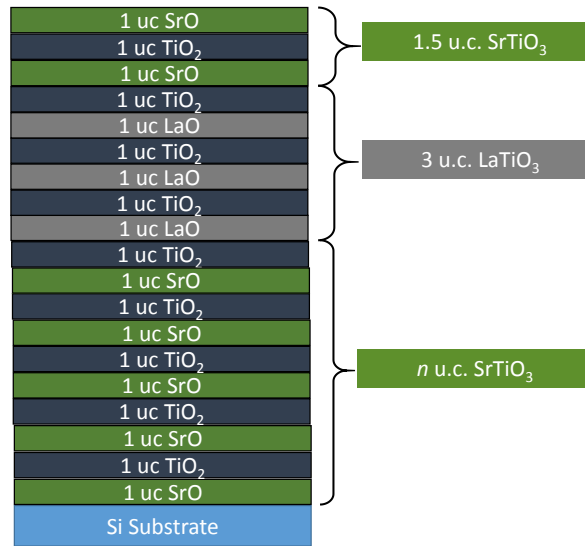 1 uc SrO
1 uc TiO₂
1 uc SrO
1 uc TiO₂
1 uc LaO
1 uc TiO₂
1 uc LaO
1 uc TiO₂
1 uc LaO
1 uc TiO₂
1 uc SrO
1 uc TiO₂
1 uc SrO
1 uc TiO₂
1 uc SrO
1 uc TiO₂
1 uc SrO
1 uc TiO₂
1 uc SrO
Si Substrate
1.5 u.c. SrTiO₃
3 u.c. LaTiO₃
n u.c. SrTiO₃